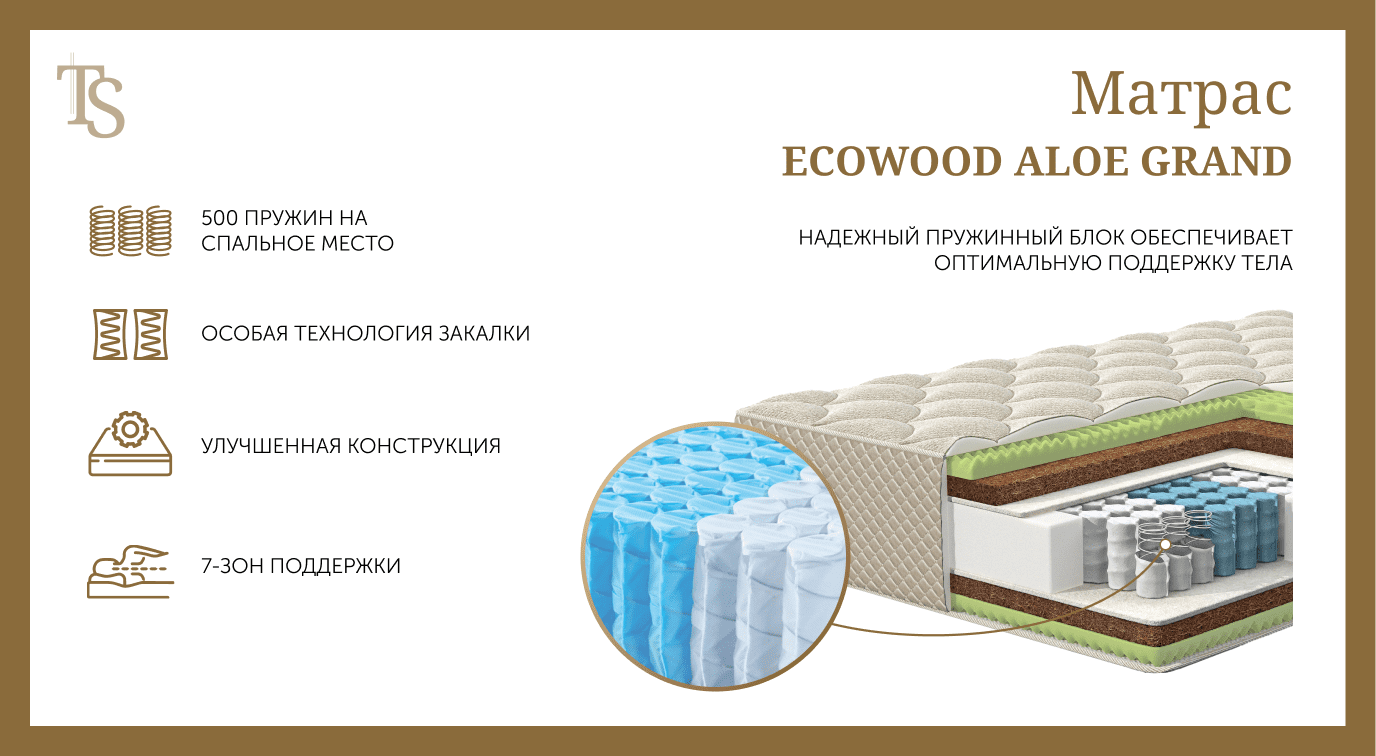 TS
Матрас
ECOWOOD ALOE GRAND
500 ПРУЖИН НА
СПАЛЬНОЕ МЕСТО
НАДЕЖНЫЙ ПРУЖИННЫЙ БЛОК ОБЕСПЕЧИВАЕТ
ОПТИМАЛЬНУЮ ПОДДЕРЖКУ ТЕЛА
ОСОБАЯ ТЕХНОЛОГИЯ ЗАКАЛКИ
УЛУЧШЕННАЯ КОНСТРУКЦИЯ
7-ЗОН ПОДДЕРЖКИ